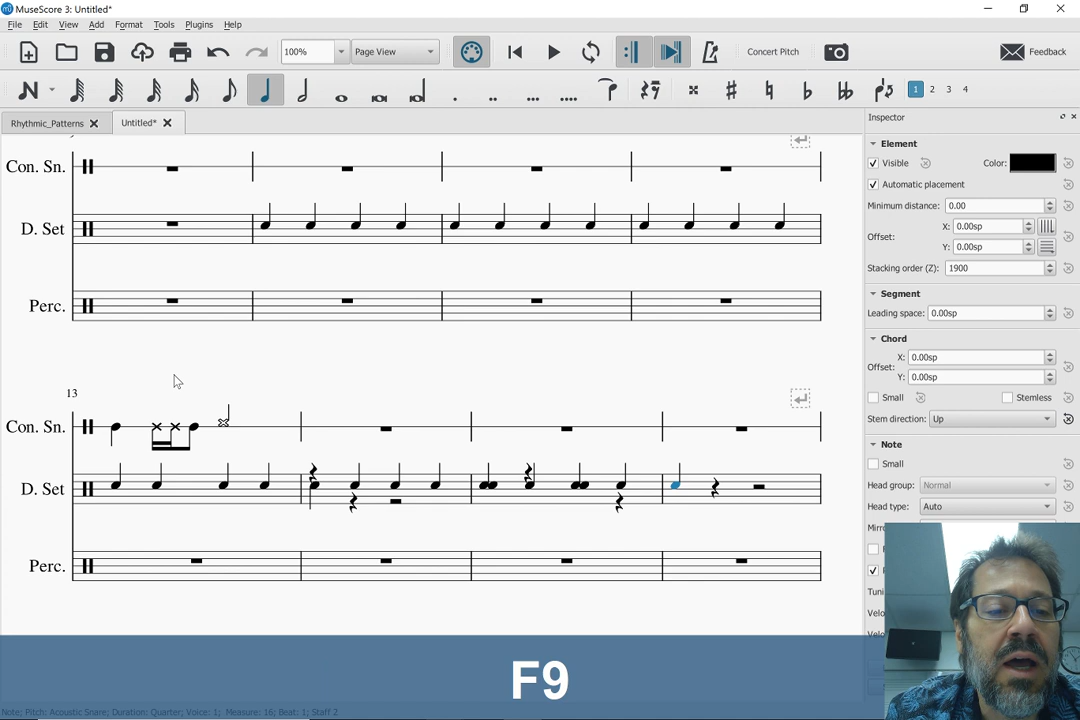 MuseScore 3: Untitled*
File Edit View Add Format Tools Plugins Help
100% Page View Concert Pitch Feedback
1 2 3 4
Rhythmic_Patterns Untitled*
Con. Sn.
D. Set
Perc.
13
Con. Sn.
D. Set
Perc.
Inspector
Element
Visible Color:
Automatic placement
Minimum distance: 0.00
Offset: X: 0.00sp
Y: 0.00sp
Stacking order (Z): 1900
Segment
Leading space: 0.00sp
Chord
Offset: X: 0.00sp
Y: 0.00sp
Small Stemless
Stem direction: Up
Note
Small
Head group: Normal
Head type: Auto
F9
Note; Pitch: Acoustic Snare; Duration: Quarter; Voice: 1; Measure: 16; Beat: 1; Staff 2